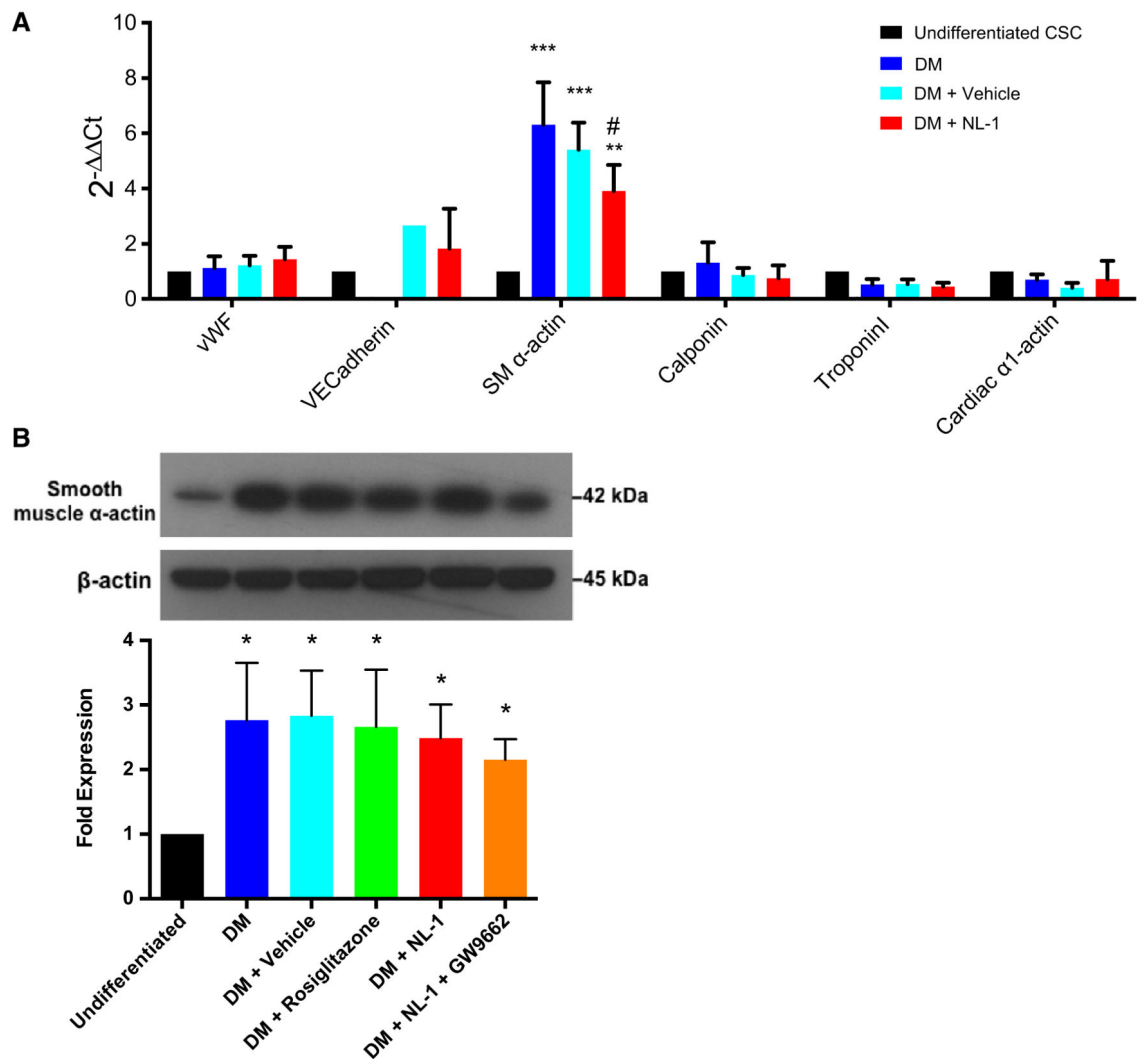 A
10
8
6
4
2
0
2-ΔΔCt
Undifferentiated CSC
DM
DM + Vehicle
DM + NL-1
***
***
#
**
vWF
VECadherin
SM α-actin
Calponin
TroponinI
Cardiac α1-actin
B
Smooth
muscle α-actin
42 kDa
β-actin
45 kDa
4
3
2
1
0
Fold Expression
*
*
*
*
*
Undifferentiated
DM
DM + Vehicle
DM + Rosiglitazone
DM + NL-1
DM + NL-1 + GW9662